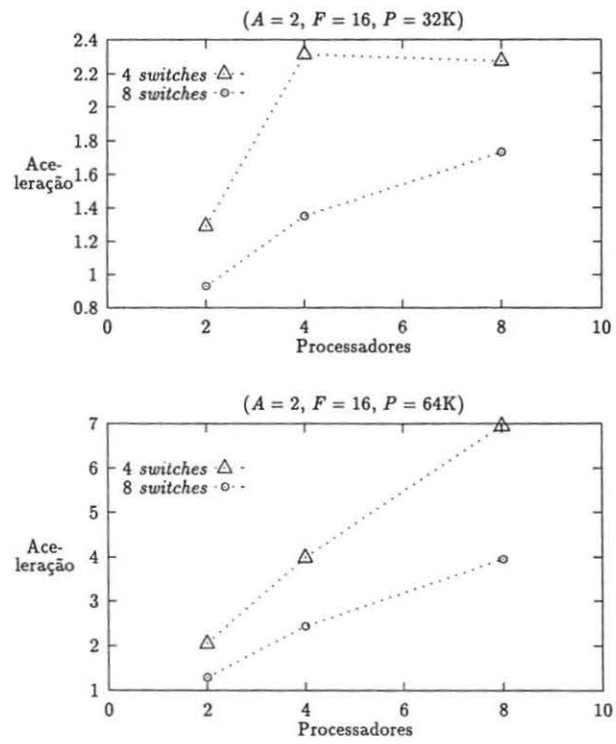 (A = 2, F = 16, P = 32K)
2.4
2.2
2
1.8
1.6
1.4
1.2
1
0.8
4 switches
8 switches
Ace-
leração
0 2 4 6 8 10
Processadores
(A = 2, F = 16, P = 64K)
7
6
5
4
3
2
1
4 switches
8 switches
Ace-
leração
0 2 4 6 8 10
Processadores